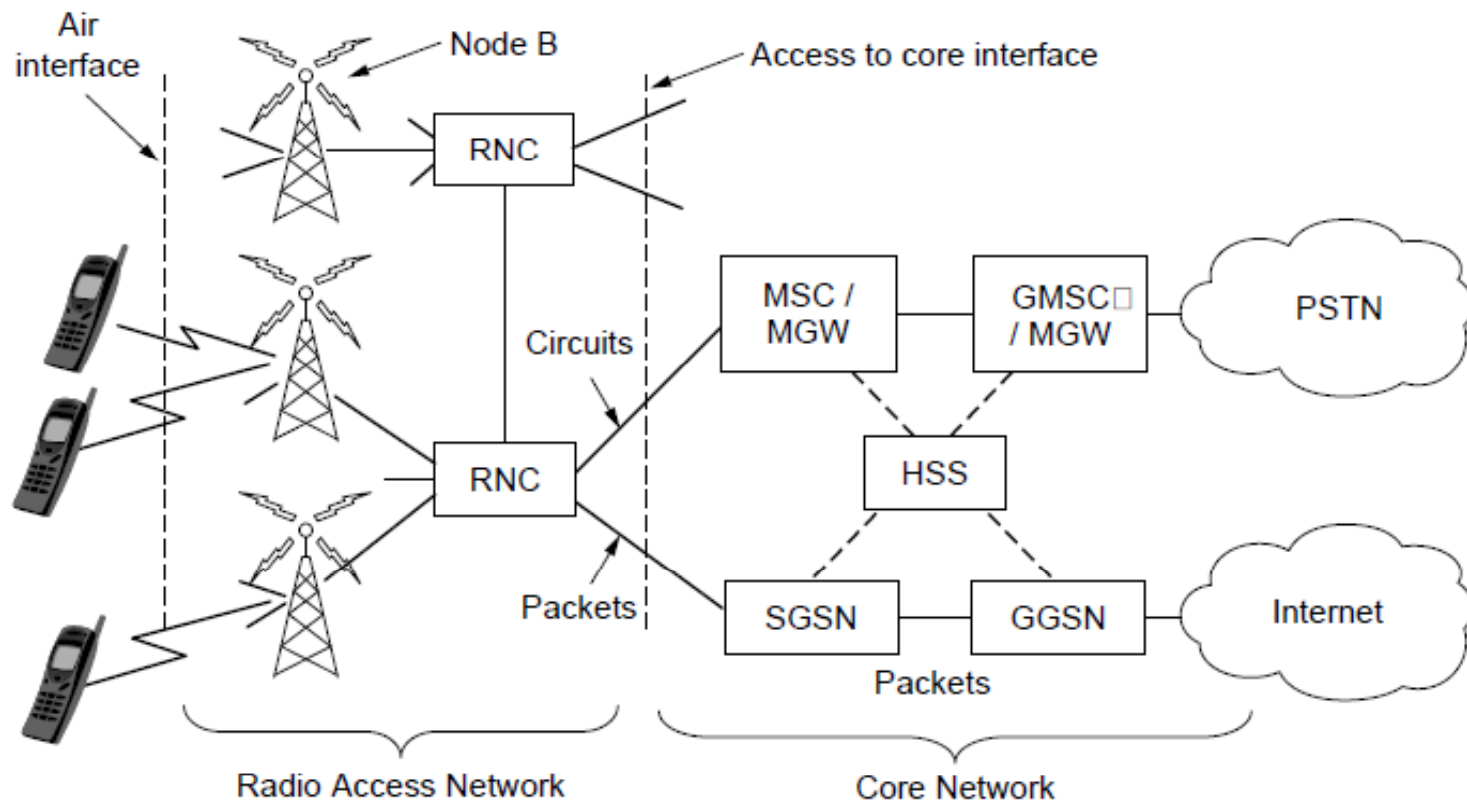 Air
interface
Node B
Access to core interface
RNC
MSC /
MGW
GMSC□
/ MGW
PSTN
Circuits
RNC
HSS
Packets
SGSN
GGSN
Internet
Packets
Radio Access Network
Core Network